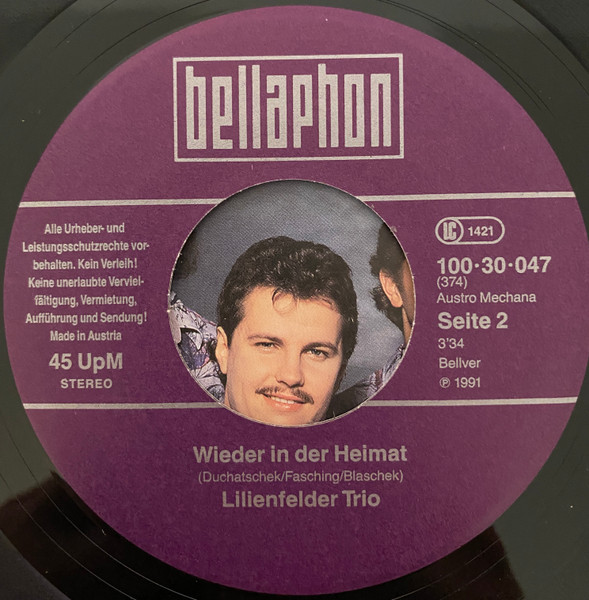 bellaphon
Alle Urheber- und
Leistungsschutzrechte vor-
behalten. Kein Verleih!
Keine unerlaubte Verviel-
fältigung, Vermietung,
Aufführung und Sendung!
Made in Austria
45 UpM
STEREO
LC 1421
100·30·047
(374)
Austro Mechana
Seite 2
3'34
Bellver
℗ 1991
Wieder in der Heimat
(Duchatschek/Fasching/Blaschek)
Lilienfelder Trio